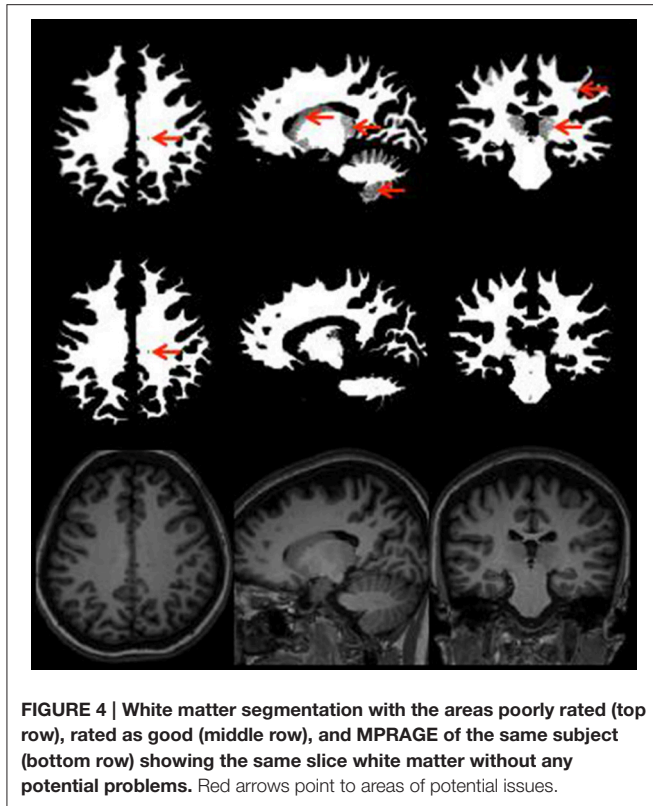 FIGURE 4 | White matter segmentation with the areas poorly rated (top
row), rated as good (middle row), and MPRAGE of the same subject
(bottom row) showing the same slice white matter without any
potential problems. Red arrows point to areas of potential issues.